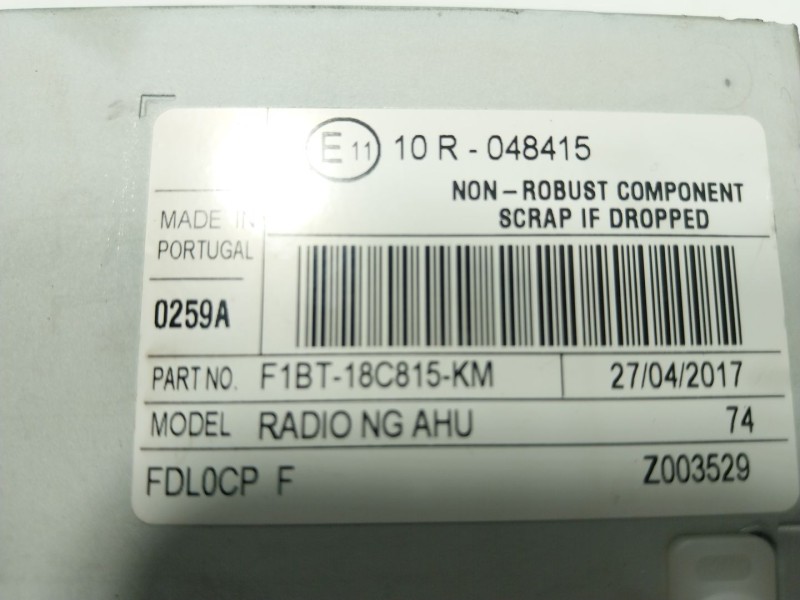 E 11 10 R - 048415
NON-ROBUST COMPONENT
SCRAP IF DROPPED
MADE IN
PORTUGAL
0259A
PART NO. F1BT-18C815-KM 27/04/2017
MODEL RADIO NG AHU 74
FDL0CP F Z003529